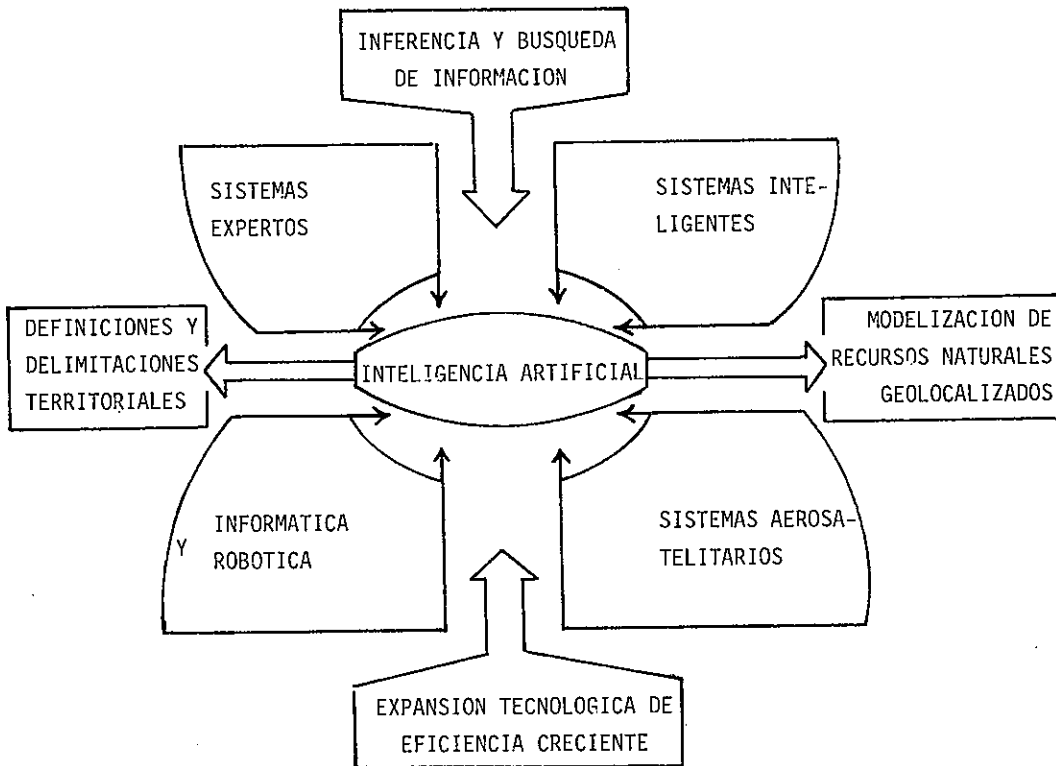 INFERENCIA Y BUSQUEDA
DE INFORMACION
SISTEMAS
EXPERTOS
SISTEMAS INTE-
LIGENTES
DEFINICIONES Y
DELIMITACIONES
TERRITORIALES
INTELIGENCIA ARTIFICIAL
MODELIZACION DE
RECURSOS NATURALES
GEOLOCALIZADOS
INFORMATICA
Y ROBOTICA
SISTEMAS AEROSA-
TELITARIOS
EXPANSION TECNOLOGICA DE
EFICIENCIA CRECIENTE